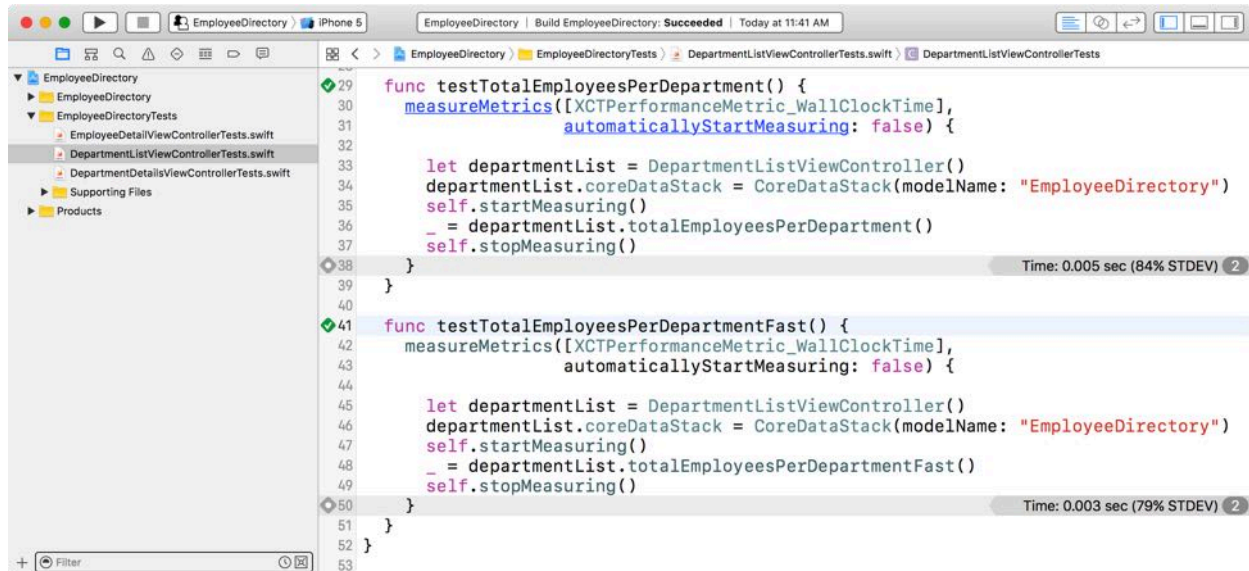 EmployeeDirectory iPhone 5
EmployeeDirectory | Build EmployeeDirectory: Succeeded | Today at 11:41 AM
EmployeeDirectory
EmployeeDirectory
EmployeeDirectoryTests
EmployeeDetailViewControllerTests.swift
DepartmentListViewControllerTests.swift
DepartmentDetailsViewControllerTests.swift
Supporting Files
Products
Filter
EmployeeDirectory EmployeeDirectoryTests DepartmentListViewControllerTests.swift C DepartmentListViewControllerTests
29 func testTotalEmployeesPerDepartment() {
30 measureMetrics([XCTPerformanceMetric_WallClockTime],
31 automaticallyStartMeasuring: false) {
32
33 let departmentList = DepartmentListViewController()
34 departmentList.coreDataStack = CoreDataStack(modelName: "EmployeeDirectory")
35 self.startMeasuring()
36 _ = departmentList.totalEmployeesPerDepartment()
37 self.stopMeasuring()
38 } Time: 0.005 sec (84% STDEV) 2
39 }
40
41 func testTotalEmployeesPerDepartmentFast() {
42 measureMetrics([XCTPerformanceMetric_WallClockTime],
43 automaticallyStartMeasuring: false) {
44
45 let departmentList = DepartmentListViewController()
46 departmentList.coreDataStack = CoreDataStack(modelName: "EmployeeDirectory")
47 self.startMeasuring()
48 _ = departmentList.totalEmployeesPerDepartmentFast()
49 self.stopMeasuring()
50 } Time: 0.003 sec (79% STDEV) 2
51 }
52 }
53